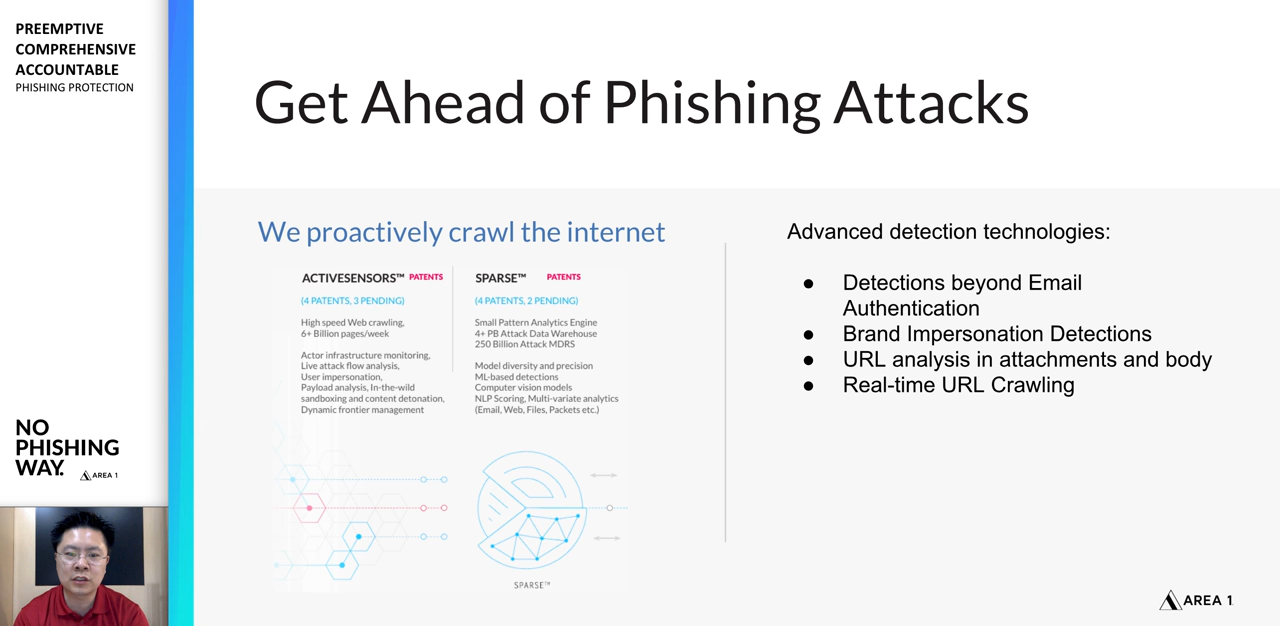 PREEMPTIVE
COMPREHENSIVE
ACCOUNTABLE
PHISHING PROTECTION
NO
PHISHING
WAY.
AREA 1
Get Ahead of Phishing Attacks
We proactively crawl the internet
ACTIVESENSORS™ PATENTS
(4 PATENTS, 3 PENDING)
High speed Web crawling,
6+ Billion pages/week
Actor infrastructure monitoring,
Live attack flow analysis,
User impersonation,
Payload analysis, In-the-wild
sandboxing and content detonation,
Dynamic frontier management
SPARSE™ PATENTS
(4 PATENTS, 2 PENDING)
Small Pattern Analytics Engine
4+ PB Attack Data Warehouse
250 Billion Attack MDRS
Model diversity and precision
ML-based detections
Computer vision models
NLP Scoring, Multi-variate analytics
(Email, Web, Files, Packets etc.)
SPARSE™
Advanced detection technologies:
● Detections beyond Email
Authentication
● Brand Impersonation Detections
● URL analysis in attachments and body
● Real-time URL Crawling
AREA 1